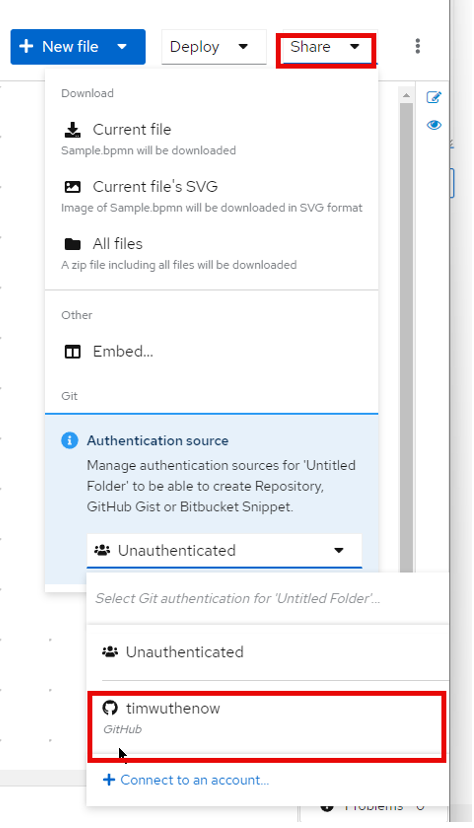 New file
Deploy
Share
Download
Current file
Sample.bpmn will be downloaded
Current file's SVG
Image of Sample.bpmn will be downloaded in SVG format
All files
A zip file including all files will be downloaded
Other
Embed...
Git
Authentication source
Manage authentication sources for 'Untitled
Folder' to be able to create Repository,
GitHub Gist or Bitbucket Snippet.
Unauthenticated
Select Git authentication for 'Untitled Folder'...
Unauthenticated
timwuthenow
GitHub
+ Connect to an account...
Problems 0